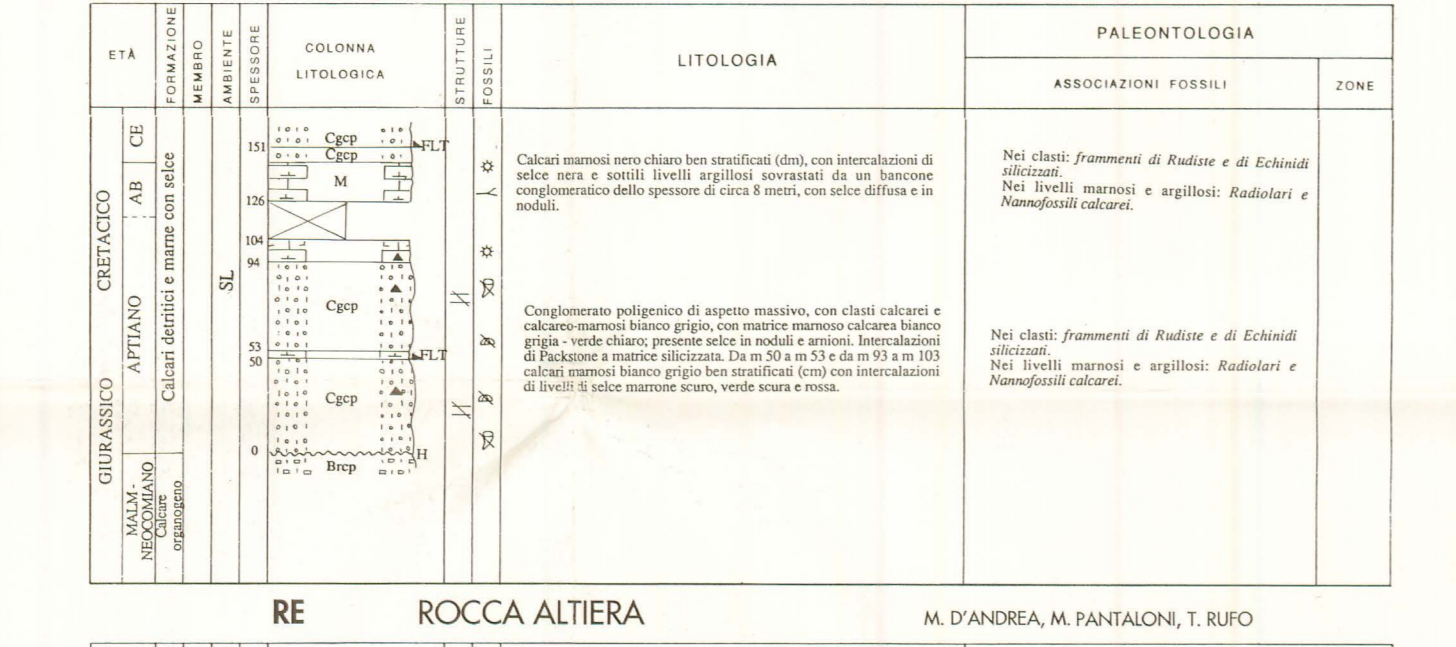 ETÀ
FORMAZIONE
MEMBRO
AMBIENTE
SPESSORE
COLONNA
LITOLOGICA
STRUTTURE
FOSSILI
LITOLOGIA
PALEONTOLOGIA
ASSOCIAZIONI FOSSILI
ZONE
CRETACICO
GIURASSICO
CE
AB
APTIANO
MALM -
NEOCOMIANO
Calcari detritici e marne con selce
Calcare
organogeno
SL
151
126
104
94
53
50
0
Cgcp
FLT
Cgcp
M
Cgcp
FLT
Cgcp
H
Brcp
Calcari marnosi nero chiaro ben stratificati (dm), con intercalazioni di
selce nera e sottili livelli argillosi sovrastati da un bancone
conglomeratico dello spessore di circa 8 metri, con selce diffusa e in
noduli.
Nei clasti: frammenti di Rudiste e di Echinidi
silicizzati.
Nei livelli marnosi e argillosi: Radiolari e
Nannofossili calcarei.
Conglomerato poligenico di aspetto massivo, con clasti calcarei e
calcareo-marnosi bianco grigio, con matrice marnoso calcarea bianco
grigia - verde chiaro; presente selce in noduli e arnioni. Intercalazioni
di Packstone a matrice silicizzata. Da m 50 a m 53 e da m 93 a m 103
calcari marnosi bianco grigio ben stratificati (cm) con intercalazioni
di livelli di selce marrone scuro, verde scura e rossa.
Nei clasti: frammenti di Rudiste e di Echinidi
silicizzati.
Nei livelli marnosi e argillosi: Radiolari e
Nannofossili calcarei.
RE ROCCA ALTIERA M. D'ANDREA, M. PANTALONI, T. RUFO